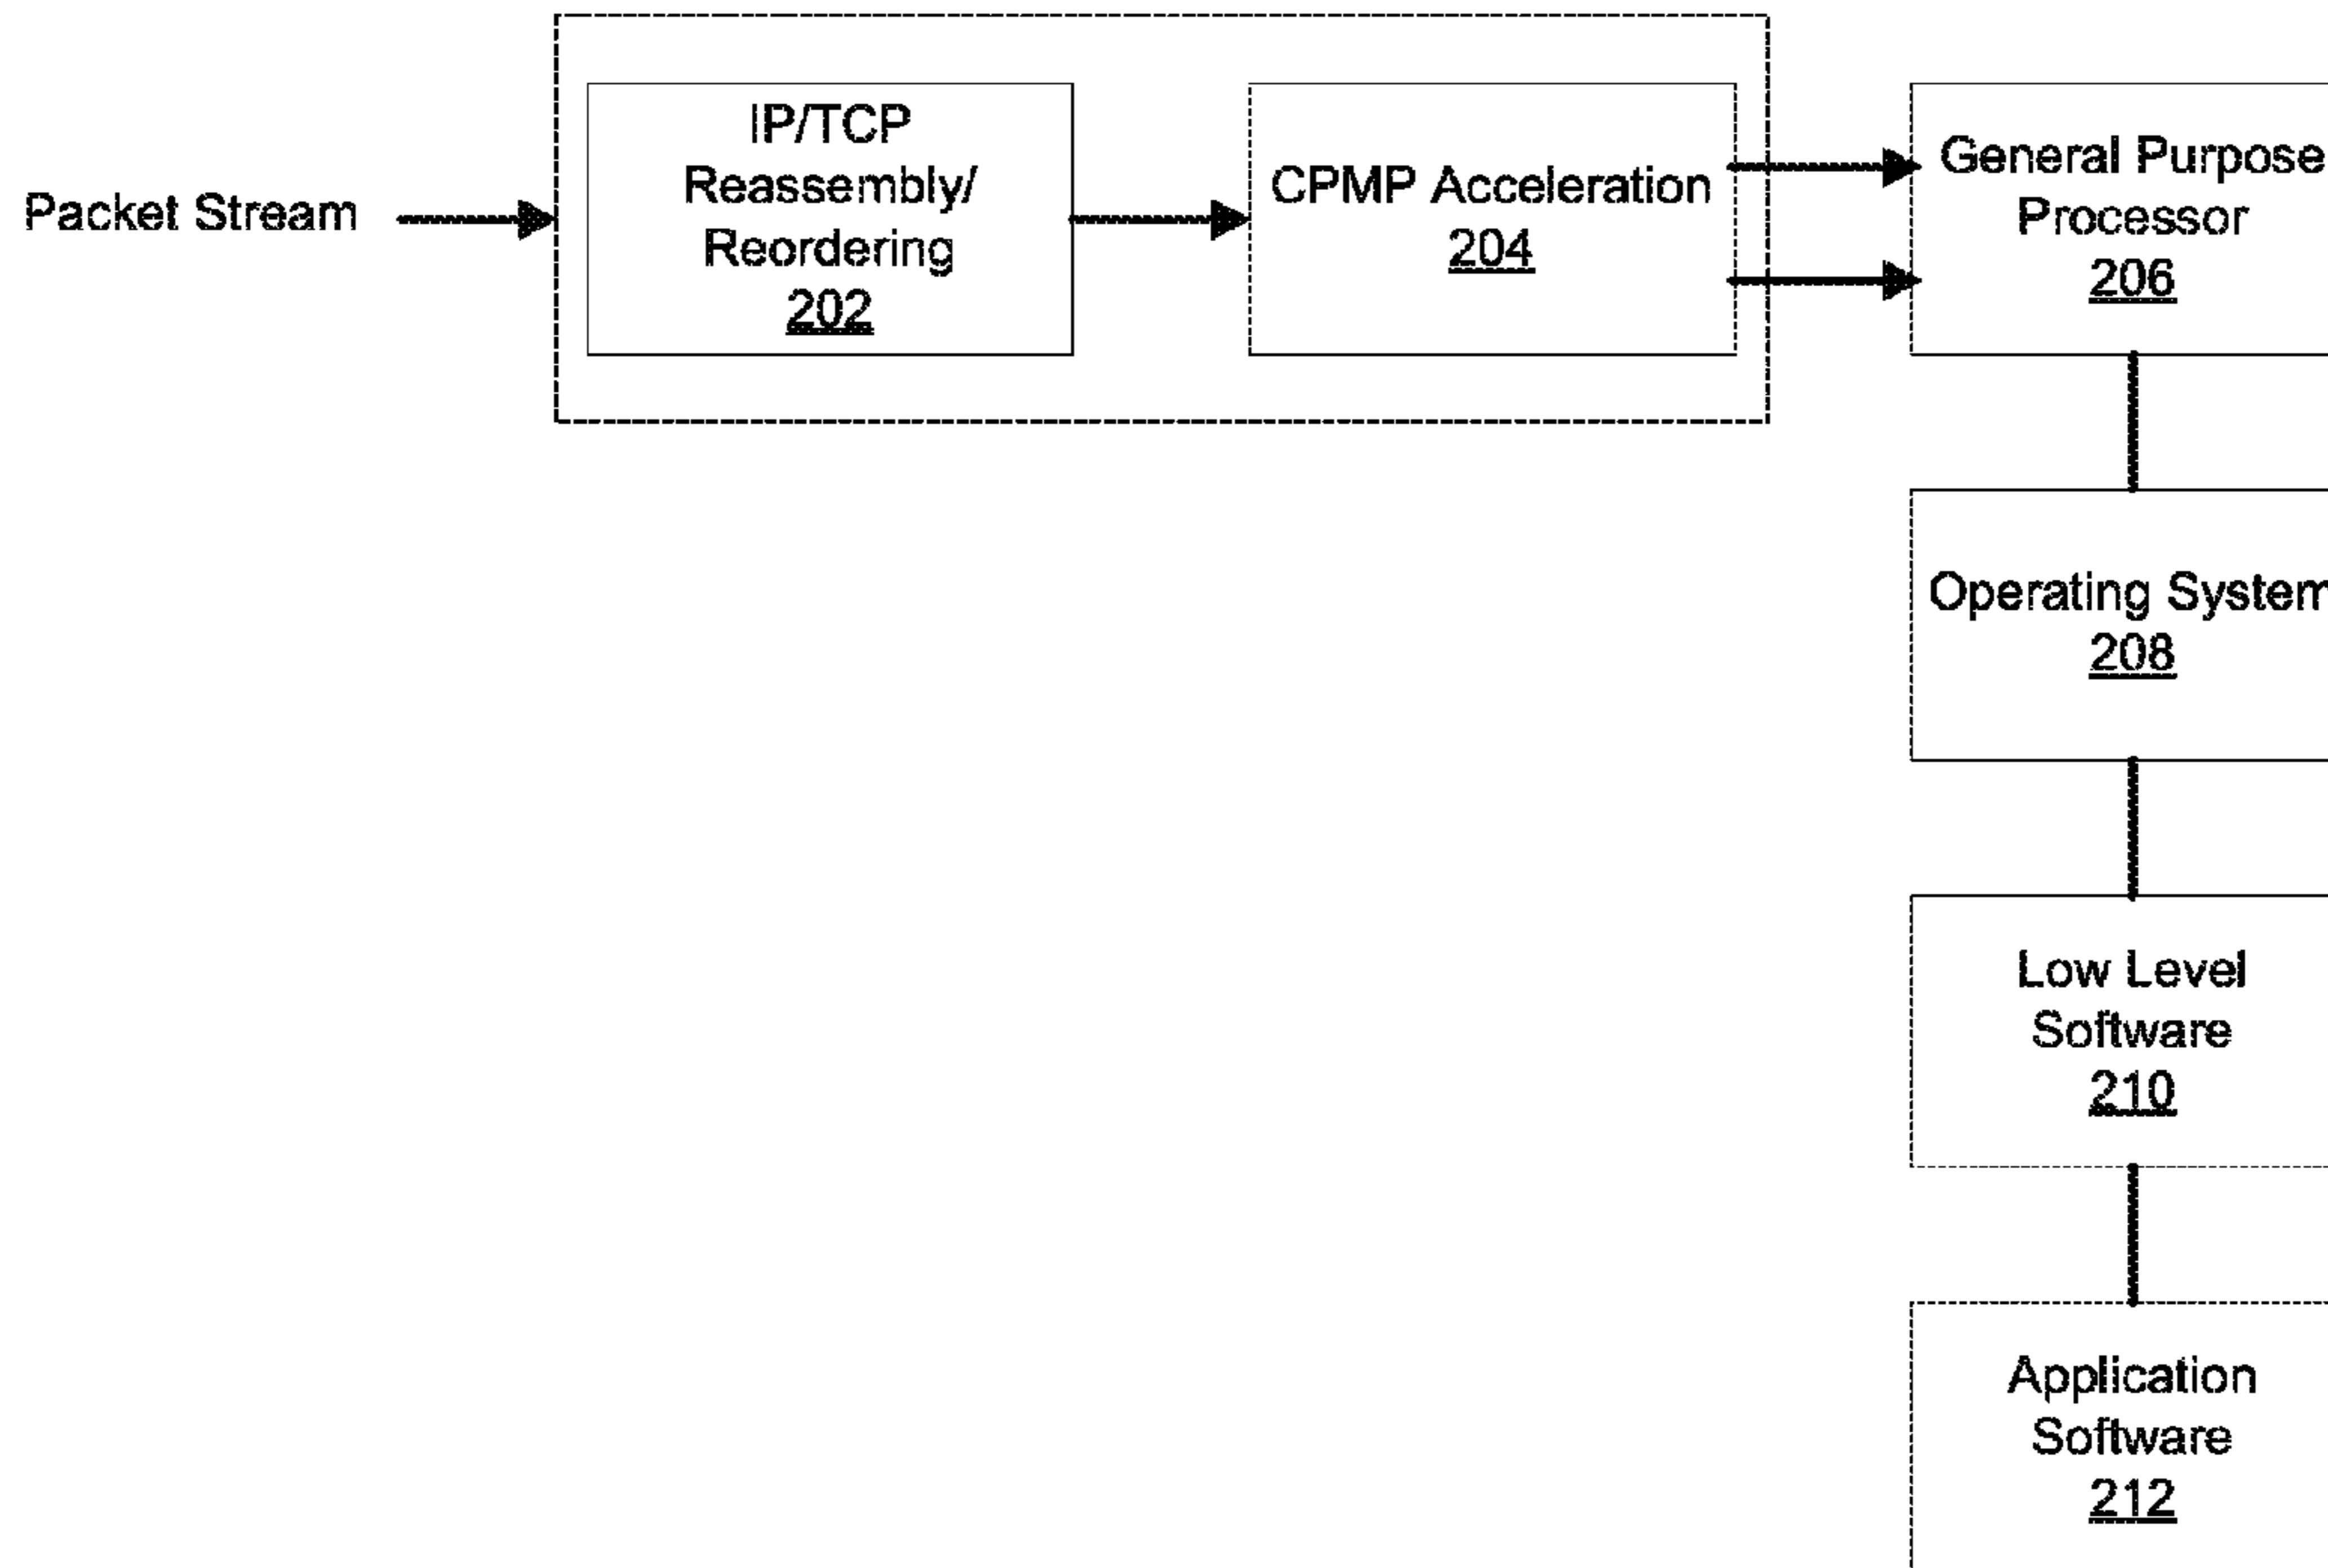 Packet Stream
IP/TCP
Reassembly/
Reordering
202
CPMP Acceleration
204
General Purpose
Processor
206
Operating System
208
Low Level
Software
210
Application
Software
212